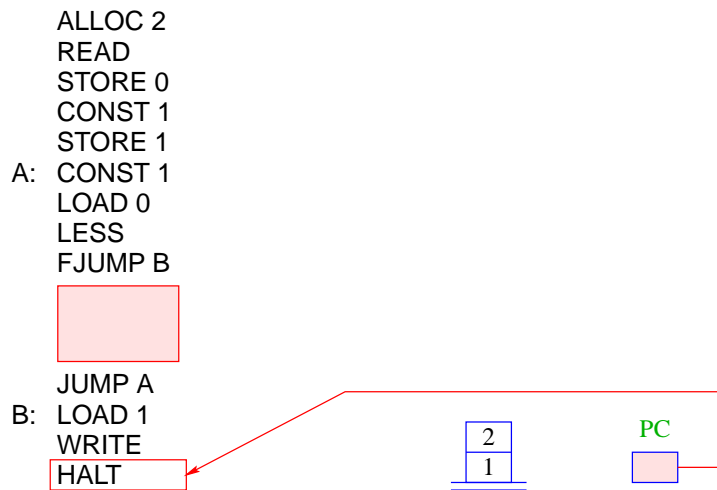 ALLOC 2
READ
STORE 0
CONST 1
STORE 1
A: CONST 1
LOAD 0
LESS
FJUMP B
JUMP A
B: LOAD 1
WRITE
HALT
2
1
PC